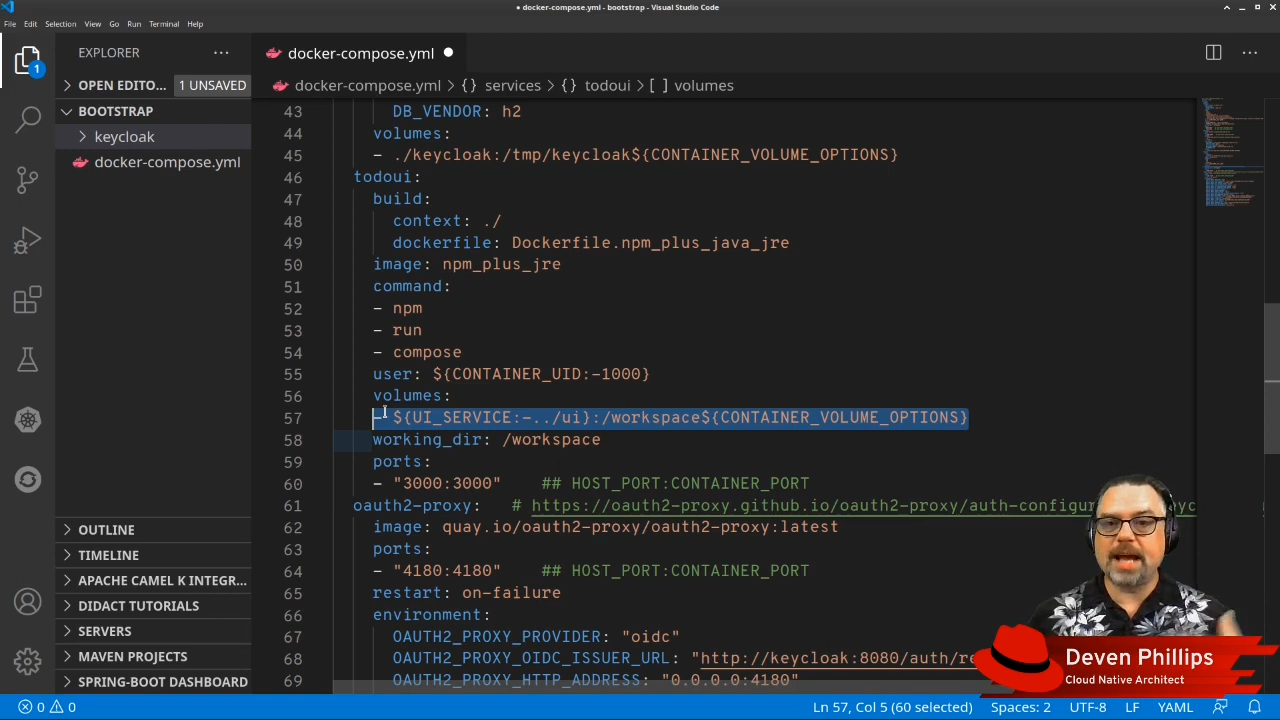 docker-compose.yml - bootstrap - Visual Studio Code
File Edit Selection View Go Run Terminal Help
EXPLORER
docker-compose.yml
OPEN EDITO... 1 UNSAVED
docker-compose.yml > {} services > {} todoui > [ ] volumes
BOOTSTRAP
keycloak
docker-compose.yml
1
43 DB_VENDOR: h2
44 volumes:
45 - ./keycloak:/tmp/keycloak${CONTAINER_VOLUME_OPTIONS}
46 todoui:
47 build:
48 context: ./
49 dockerfile: Dockerfile.npm_plus_java_jre
50 image: npm_plus_jre
51 command:
52 - npm
53 - run
54 - compose
55 user: ${CONTAINER_UID:-1000}
56 volumes:
57 - ${UI_SERVICE:-../ui}:/workspace${CONTAINER_VOLUME_OPTIONS}
58 working_dir: /workspace
59 ports:
60 - "3000:3000" ## HOST_PORT:CONTAINER_PORT
61 oauth2-proxy: # https://oauth2-proxy.github.io/oauth2-proxy/auth-configur
62 image: quay.io/oauth2-proxy/oauth2-proxy:latest
63 ports:
64 - "4180:4180" ## HOST_PORT:CONTAINER_PORT
65 restart: on-failure
66 environment:
67 OAUTH2_PROXY_PROVIDER: "oidc"
68 OAUTH2_PROXY_OIDC_ISSUER_URL: "http://keycloak:8080/auth/re
69 OAUTH2_PROXY_HTTP_ADDRESS: "0.0.0.0:4180"
OUTLINE
TIMELINE
APACHE CAMEL K INTEGR...
DIDACT TUTORIALS
SERVERS
MAVEN PROJECTS
SPRING-BOOT DASHBOARD
Deven Phillips
Cloud Native Architect
0 0 Ln 57, Col 5 (60 selected) Spaces: 2 UTF-8 LF YAML